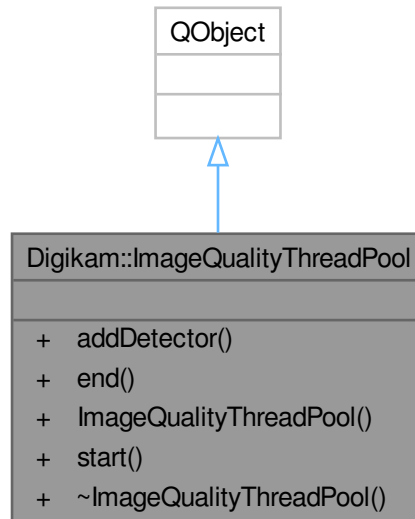 QObject
Digikam::ImageQualityThreadPool
+ addDetector()
+ end()
+ ImageQualityThreadPool()
+ start()
+ ~ImageQualityThreadPool()